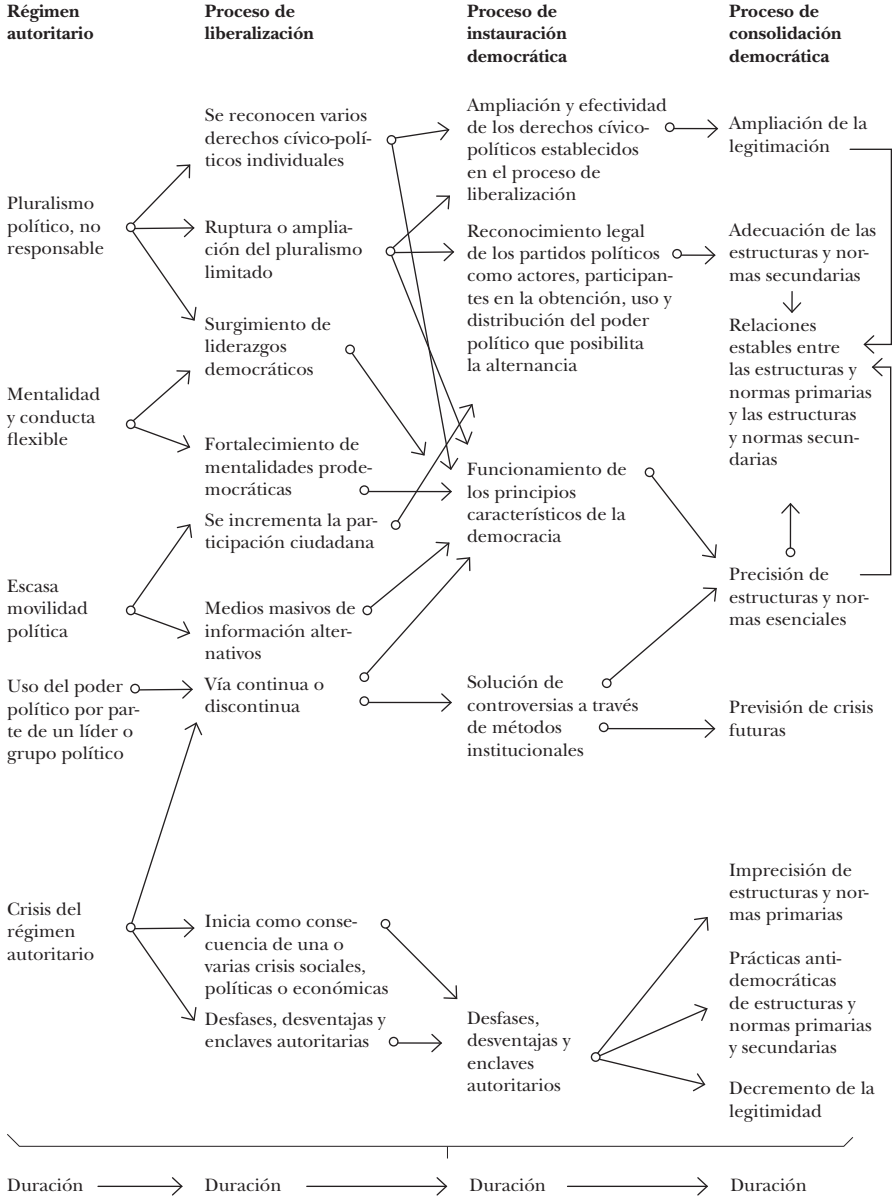 Régimen
autoritario
Proceso de
liberalización
Proceso de
instauración
democrática
Proceso de
consolidación
democrática
Pluralismo
político, no
responsable
Mentalidad
y conducta
flexible
Escasa
movilidad
política
Uso del poder
político por par-
te de un líder o
grupo político
Crisis del
régimen
autoritario
Se reconocen varios
derechos cívico-polí-
ticos individuales
Ruptura o amplia-
ción del pluralismo
limitado
Surgimiento de
liderazgos
democráticos
Fortalecimiento de
mentalidades prode-
mocráticas
Se incrementa la par-
ticipación ciudadana
Medios masivos de
información alter-
nativos
Vía continua o
discontinua
Inicia como conse-
cuencia de una o
varias crisis sociales,
políticas o económicas
Desfases, desventajas y
enclaves autoritarias
Ampliación y efectividad
de los derechos cívico-
políticos establecidos
en el proceso de
liberalización
Reconocimiento legal
de los partidos políticos
como actores, participan-
tes en la obtención, uso y
distribución del poder
político que posibilita
la alternancia
Funcionamiento de
los principios
característicos de la
democracia
Solución de
controversias a través
de métodos
institucionales
Desfases,
desventajas y
enclaves
autoritarios
Ampliación de la
legitimación
Adecuación de las
estructuras y nor-
mas secundarias
Relaciones
estables entre
las estructuras y
normas primarias
y las estructuras
y normas secun-
darias
Precisión de
estructuras y nor-
mas esenciales
Previsión de crisis
futuras
Imprecisión de
estructuras y nor-
mas primarias
Prácticas anti-
democráticas
de estructuras y
normas primarias
y secundarias
Decremento de la
legitimidad
Duración
Duración
Duración
Duración